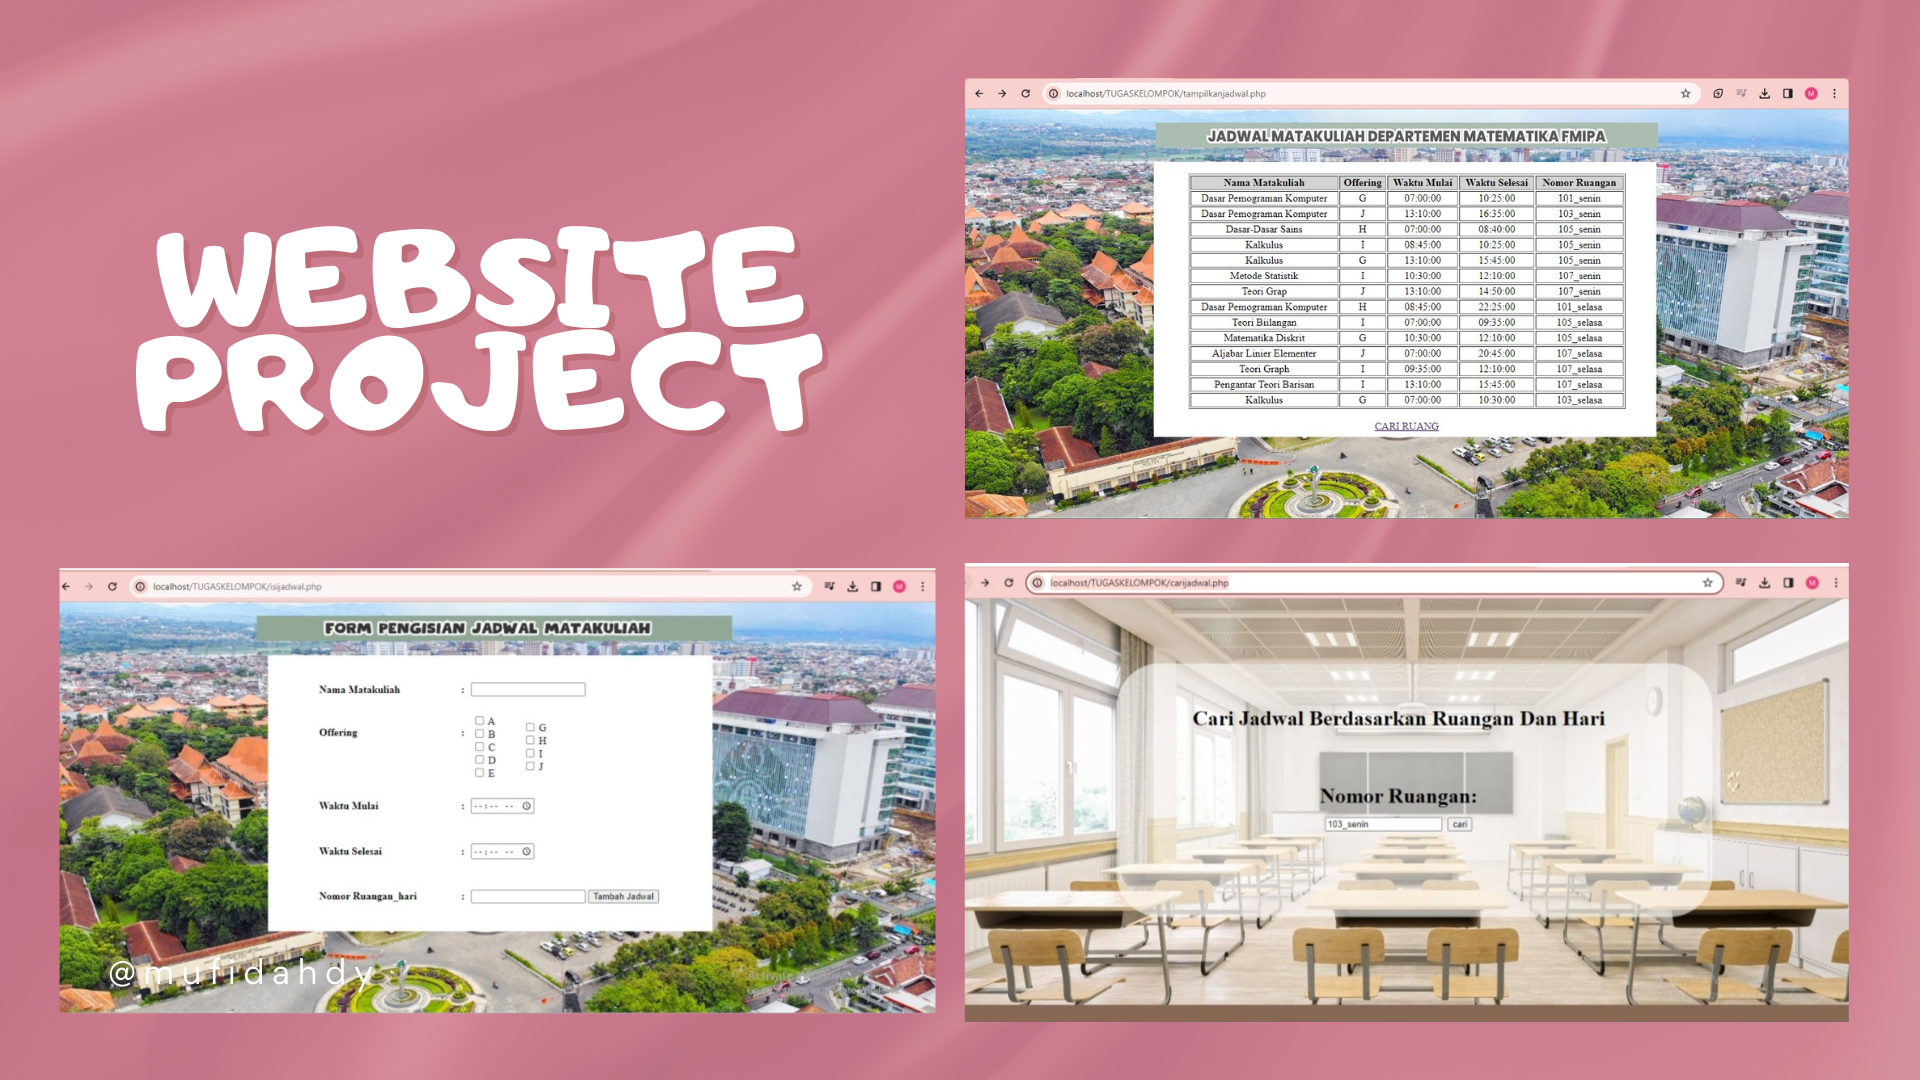 WEBSITE
PROJECT
localhost/TUGASKELOMPOK/tampilkanjadwal.php
M
JADWAL MATAKULIAH DEPARTEMEN MATEMATIKA FMIPA
Nama Matakuliah Offering Waktu Mulai Waktu Selesai Nomor Ruangan
Dasar Pemograman Komputer G 07:00:00 10:25:00 101_senin
Dasar Pemograman Komputer J 13:10:00 16:35:00 103_senin
Dasar-Dasar Sains H 07:00:00 08:40:00 105_senin
Kalkulus I 08:45:00 10:25:00 105_senin
Kalkulus G 13:10:00 15:45:00 105_senin
Metode Statistik I 10:30:00 12:10:00 107_senin
Teori Grap J 13:10:00 14:50:00 107_senin
Dasar Pemograman Komputer H 08:45:00 22:25:00 101_selasa
Teori Biilangan I 07:00:00 09:35:00 105_selasa
Matematika Diskrit G 10:30:00 12:10:00 105_selasa
Aljabar Linier Elementer J 07:00:00 20:45:00 107_selasa
Teori Graph I 09:35:00 12:10:00 107_selasa
Pengantar Teori Barisan I 13:10:00 15:45:00 107_selasa
Kalkulus G 07:00:00 10:30:00 103_selasa
CARI RUANG
localhost/TUGASKELOMPOK/isijadwal.php
M
FORM PENGISIAN JADWAL MATAKULIAH
Nama Matakuliah :
Offering :
A
B
C
D
E
G
H
I
J
Waktu Mulai : --:-- --
Waktu Selesai : --:-- --
Nomor Ruangan_hari : Tambah Jadwal
@mufidahdy
localhost/TUGASKELOMPOK/carijadwal.php
M
Cari Jadwal Berdasarkan Ruangan Dan Hari
Nomor Ruangan:
103_senin cari